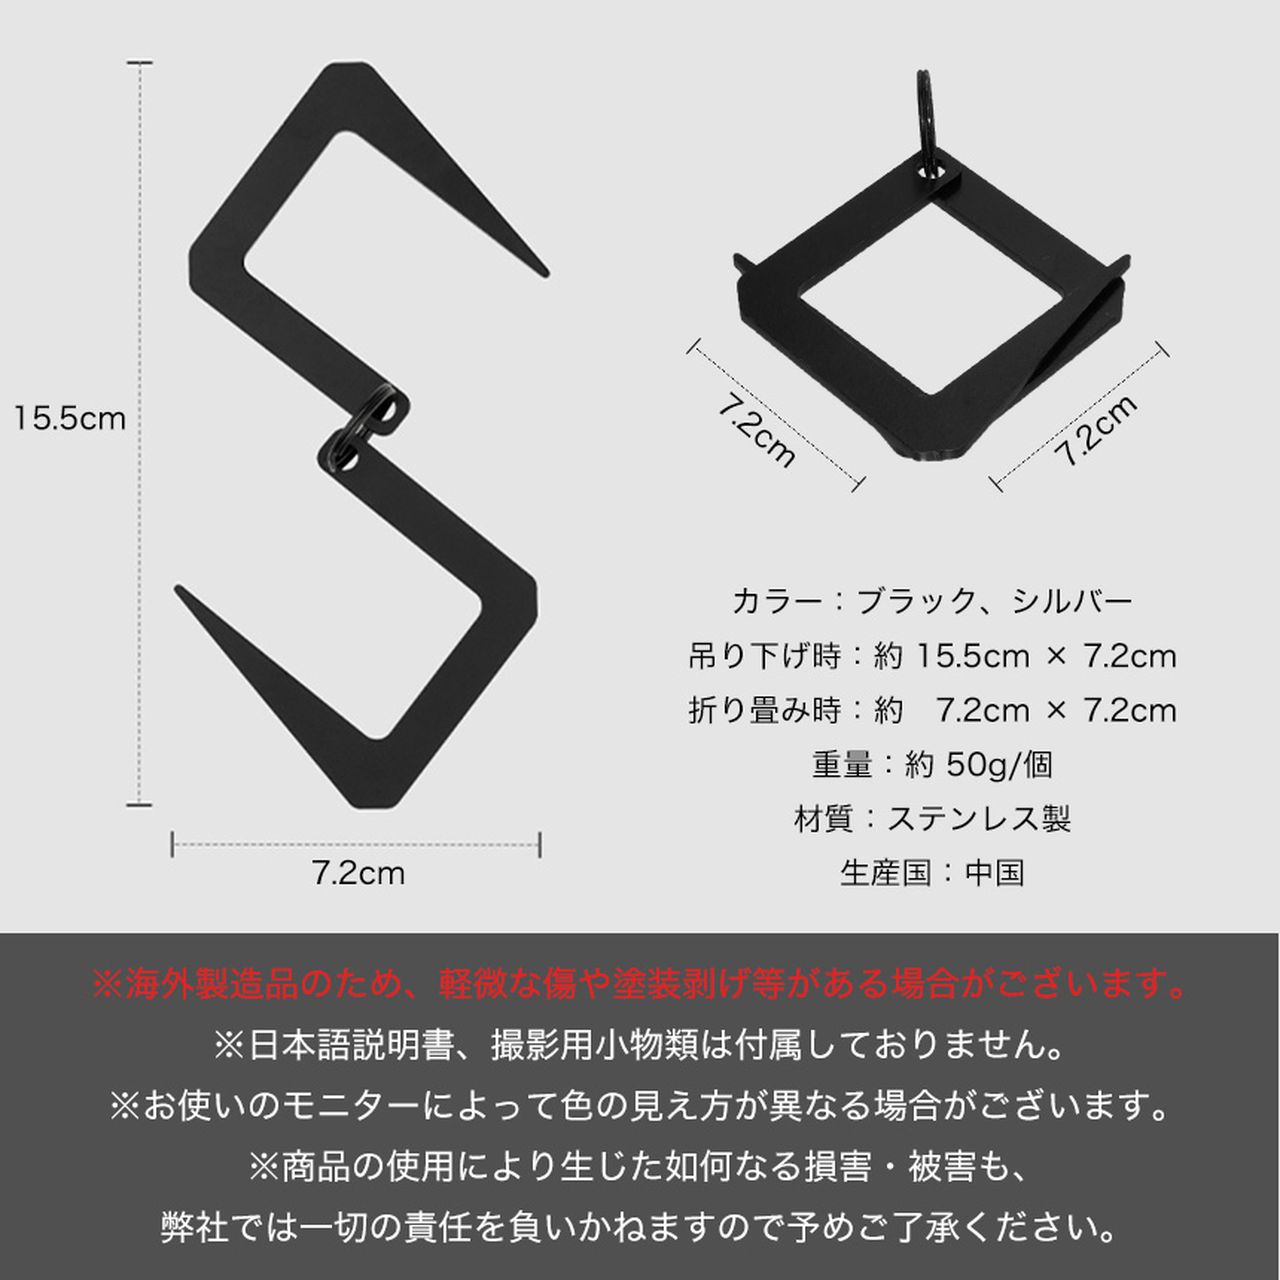 15.5cm
7.2cm
7.2cm
7.2cm
カラー：ブラック、シルバー
吊り下げ時：約 15.5cm × 7.2cm
折り畳み時：約　7.2cm × 7.2cm
重量：約 50g/個
材質：ステンレス製
生産国：中国
※海外製造品のため、軽微な傷や塗装剥げ等がある場合がございます。
※日本語説明書、撮影用小物類は付属しておりません。
※お使いのモニターによって色の見え方が異なる場合がございます。
※商品の使用により生じた如何なる損害・被害も、
弊社では一切の責任を負いかねますので予めご了承ください。